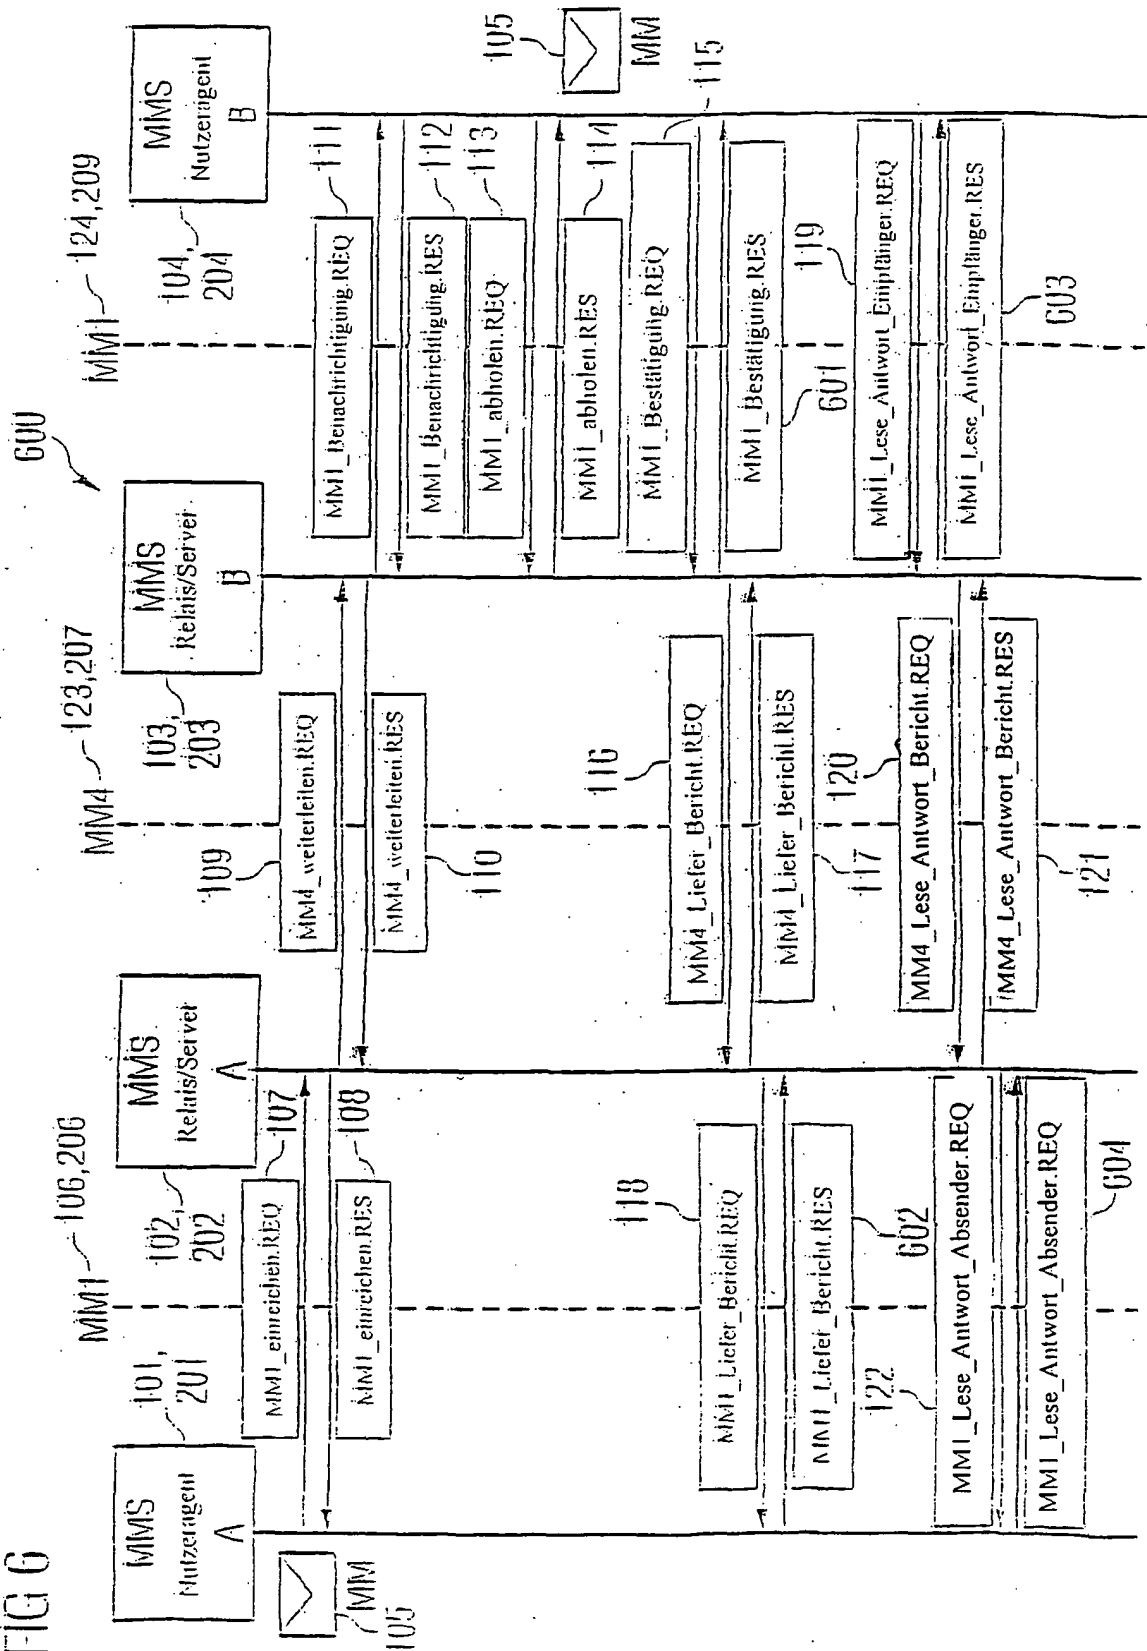 FIG 6
600
MMS
Nutzeragent
A
101,
201
MM1
106,206
MMS
Relais/Server
A
102,
202
MM4
123,207
MMS
Relais/Server
B
103,
203
MM1
124,209
MMS
Nutzeragent
B
104,
204
MM
105
105
MM
MM1_einreichen.REQ
107
MM1_einreichen.RES
108
109
MM4_weiterleiten.REQ
MM4_weiterleiten.RES
110
MM1_Benachrichtigung.REQ
111
MM1_Benachrichtigung.RES
112
MM1_abholen.REQ
113
MM1_abholen.RES
114
MM1_Bestätigung.REQ
115
MM1_Bestätigung.RES
601
116
MM4_Liefer_Bericht.REQ
MM4_Liefer_Bericht.RES
117
118
MM1_Liefer_Bericht.REQ
MM1_Liefer_Bericht.RES
602
119
MM1_Lese_Antwort_Empfänger.REQ
MM1_Lese_Antwort_Empfänger.RES
603
120
MM4_Lese_Antwort_Bericht.REQ
MM4_Lese_Antwort_Bericht.RES
121
122
MM1_Lese_Antwort_Absender.REQ
MM1_Lese_Antwort_Absender.REQ
604